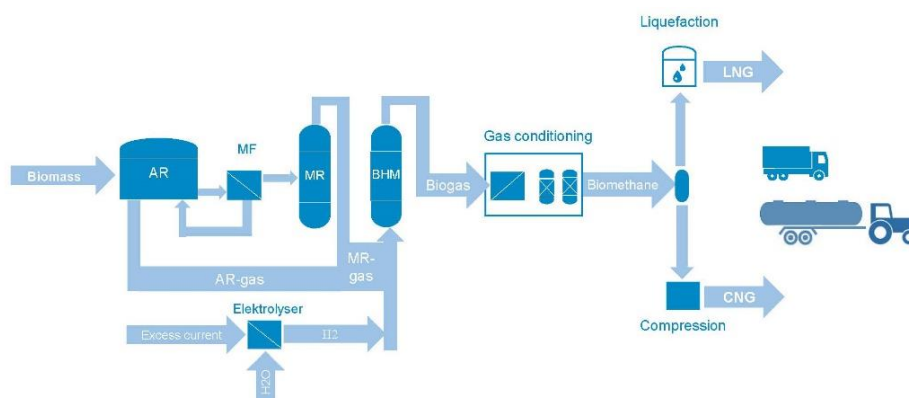 Liquefaction
LNG
MF
Gas conditioning
Biomass
AR
MR
BHM
Biogas
Biomethane
AR-gas
MR-
gas
Elektrolyser
Excess current
H2
CNG
Compression
H2O